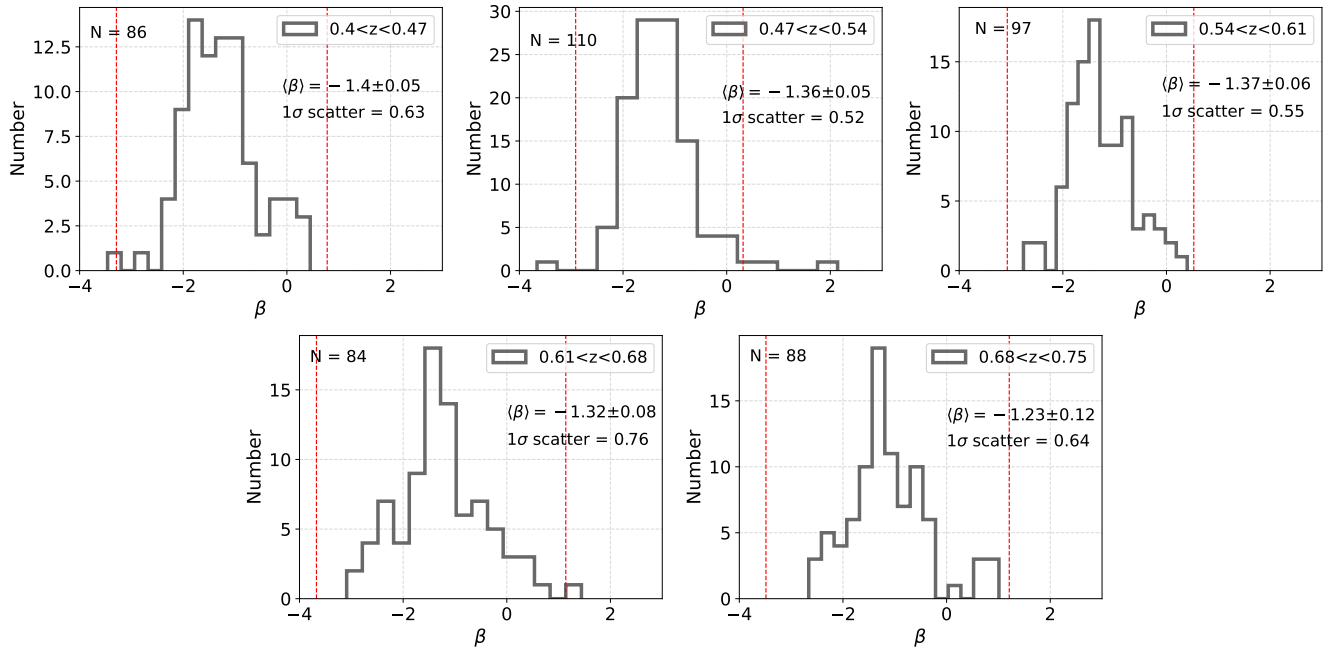 N = 86
0.4<z<0.47
⟨β⟩ = −1.4±0.05
1σ scatter = 0.63
Number
12.5
10.0
7.5
5.0
2.5
0.0
−4 −2 0 2
β
N = 110
0.47<z<0.54
⟨β⟩ = −1.36±0.05
1σ scatter = 0.52
Number
30
25
20
15
10
5
0
−4 −2 0 2
β
N = 97
0.54<z<0.61
⟨β⟩ = −1.37±0.06
1σ scatter = 0.55
Number
15
10
5
0
−4 −2 0 2
β
N = 84
0.61<z<0.68
⟨β⟩ = −1.32±0.08
1σ scatter = 0.76
Number
15
10
5
0
−4 −2 0 2
β
N = 88
0.68<z<0.75
⟨β⟩ = −1.23±0.12
1σ scatter = 0.64
Number
15
10
5
0
−4 −2 0 2
β